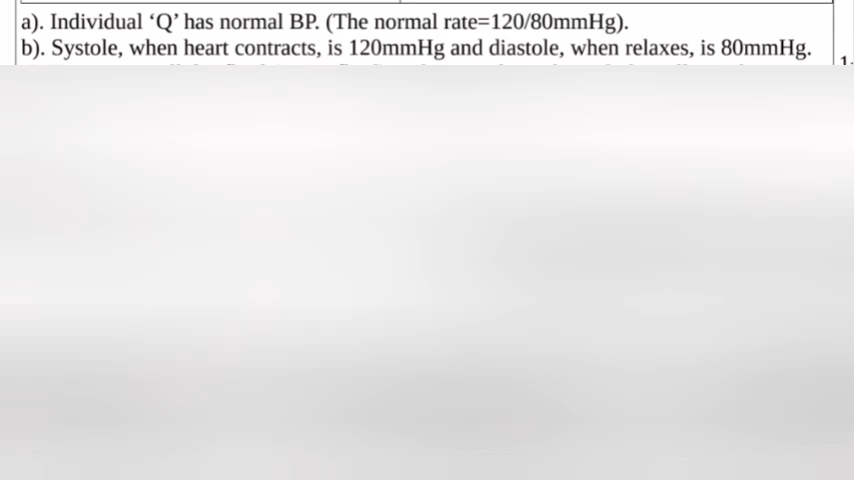 a). Individual ‘Q’ has normal BP. (The normal rate=120/80mmHg).
b). Systole, when heart contracts, is 120mmHg and diastole, when relaxes, is 80mmHg.